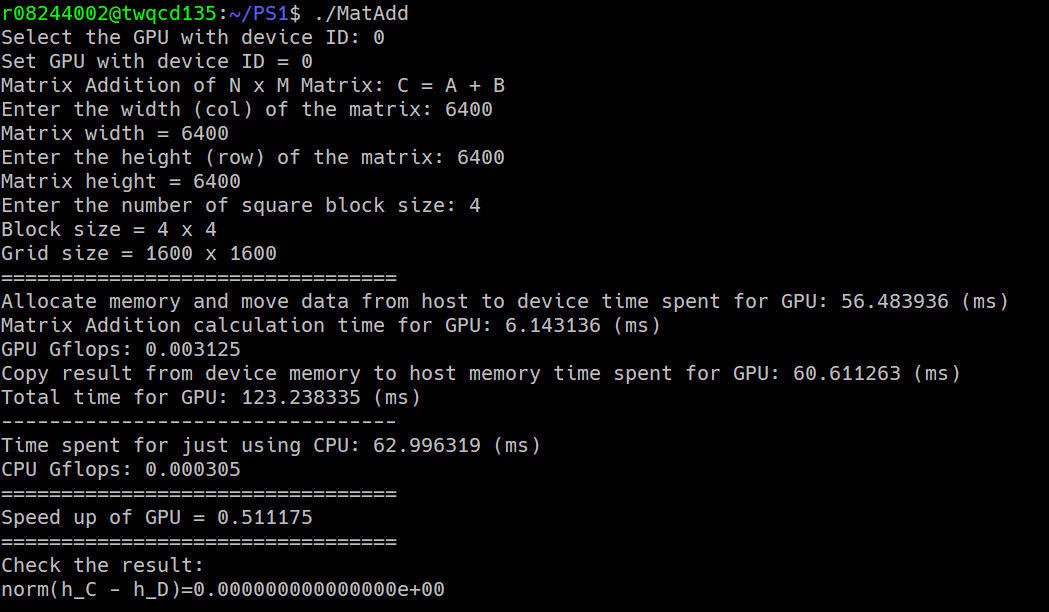 r08244002@twqcd135:~/PS1$ ./MatAdd
Select the GPU with device ID: 0
Set GPU with device ID = 0
Matrix Addition of N x M Matrix: C = A + B
Enter the width (col) of the matrix: 6400
Matrix width = 6400
Enter the height (row) of the matrix: 6400
Matrix height = 6400
Enter the number of square block size: 4
Block size = 4 x 4
Grid size = 1600 x 1600
=================================
Allocate memory and move data from host to device time spent for GPU: 56.483936 (ms)
Matrix Addition calculation time for GPU: 6.143136 (ms)
GPU Gflops: 0.003125
Copy result from device memory to host memory time spent for GPU: 60.611263 (ms)
Total time for GPU: 123.238335 (ms)
---------------------------------
Time spent for just using CPU: 62.996319 (ms)
CPU Gflops: 0.000305
=================================
Speed up of GPU = 0.511175
=================================
Check the result:
norm(h_C - h_D)=0.000000000000000e+00